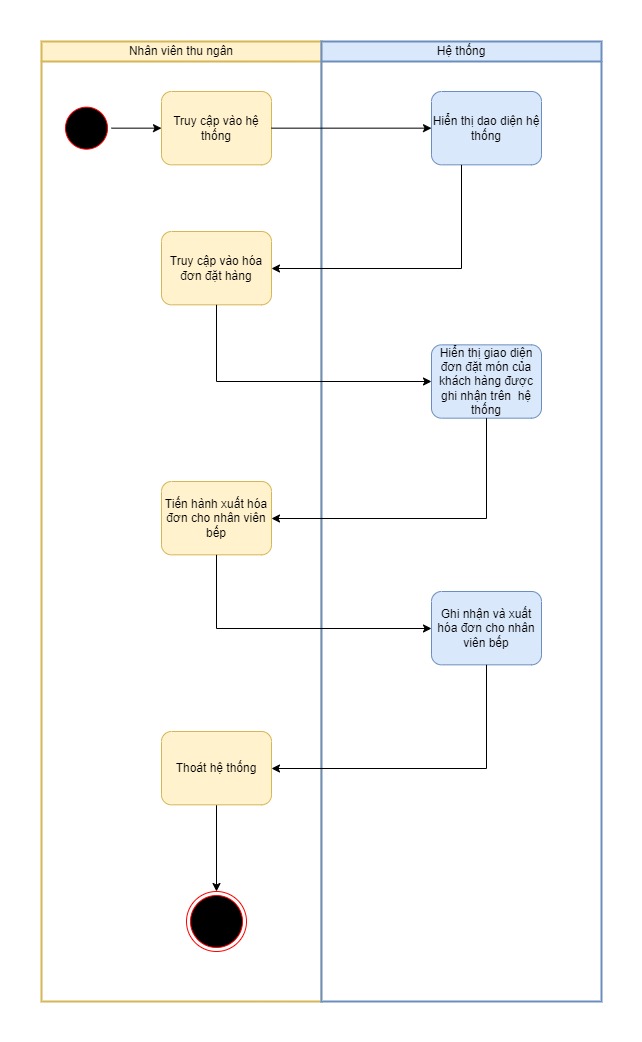 Nhân viên thu ngân
Hệ thống
Truy cập vào hệ
thống
Hiển thị dao diện hệ
thống
Truy cập vào hóa
đơn đặt hàng
Hiển thị giao diện
đơn đặt món của
khách hàng được
ghi nhận trên hệ
thống
Tiến hành xuất hóa
đơn cho nhân viên
bếp
Ghi nhận và xuất
hóa đơn cho nhân
viên bếp
Thoát hệ thống